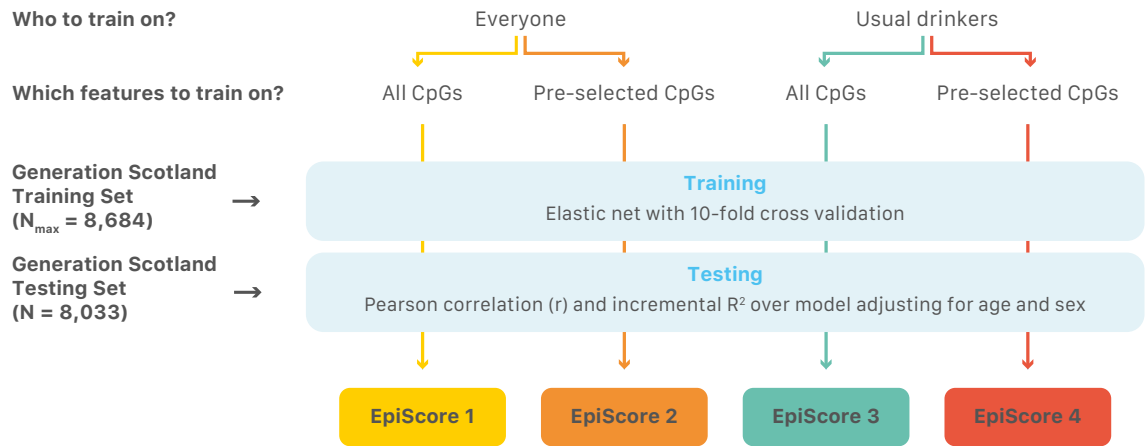 Who to train on?
Everyone
Usual drinkers
Which features to train on?
All CpGs
Pre-selected CpGs
All CpGs
Pre-selected CpGs
Generation Scotland
Training Set
(Nmax = 8,684)
→
Training
Elastic net with 10-fold cross validation
Generation Scotland
Testing Set
(N = 8,033)
→
Testing
Pearson correlation (r) and incremental R² over model adjusting for age and sex
EpiScore 1
EpiScore 2
EpiScore 3
EpiScore 4